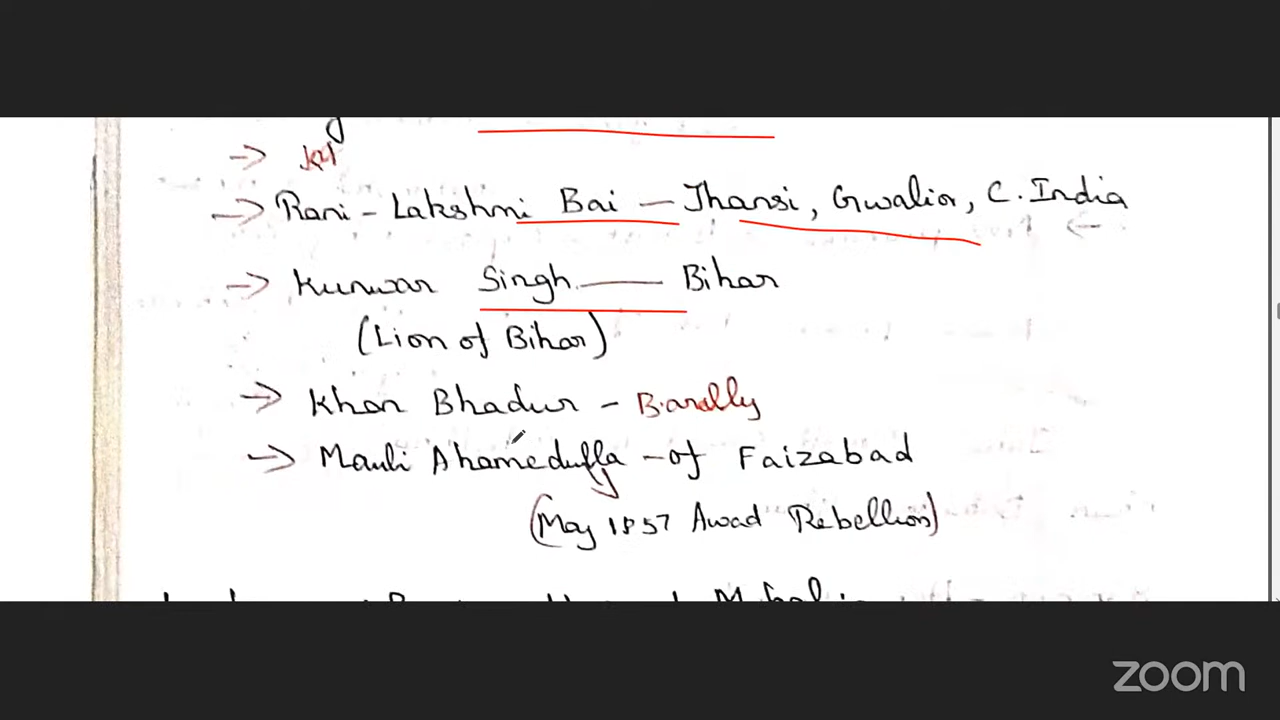 →
→ Rani - Lakshmi Bai — Jhansi, Gwalior, C. India
→ Kunwar Singh — Bihar
(Lion of Bihar)
→ Khan Bhadur - Barelly
→ Mauli Ahamedulla - of Faizabad
(May 1857 Awad Rebellion)
zoom